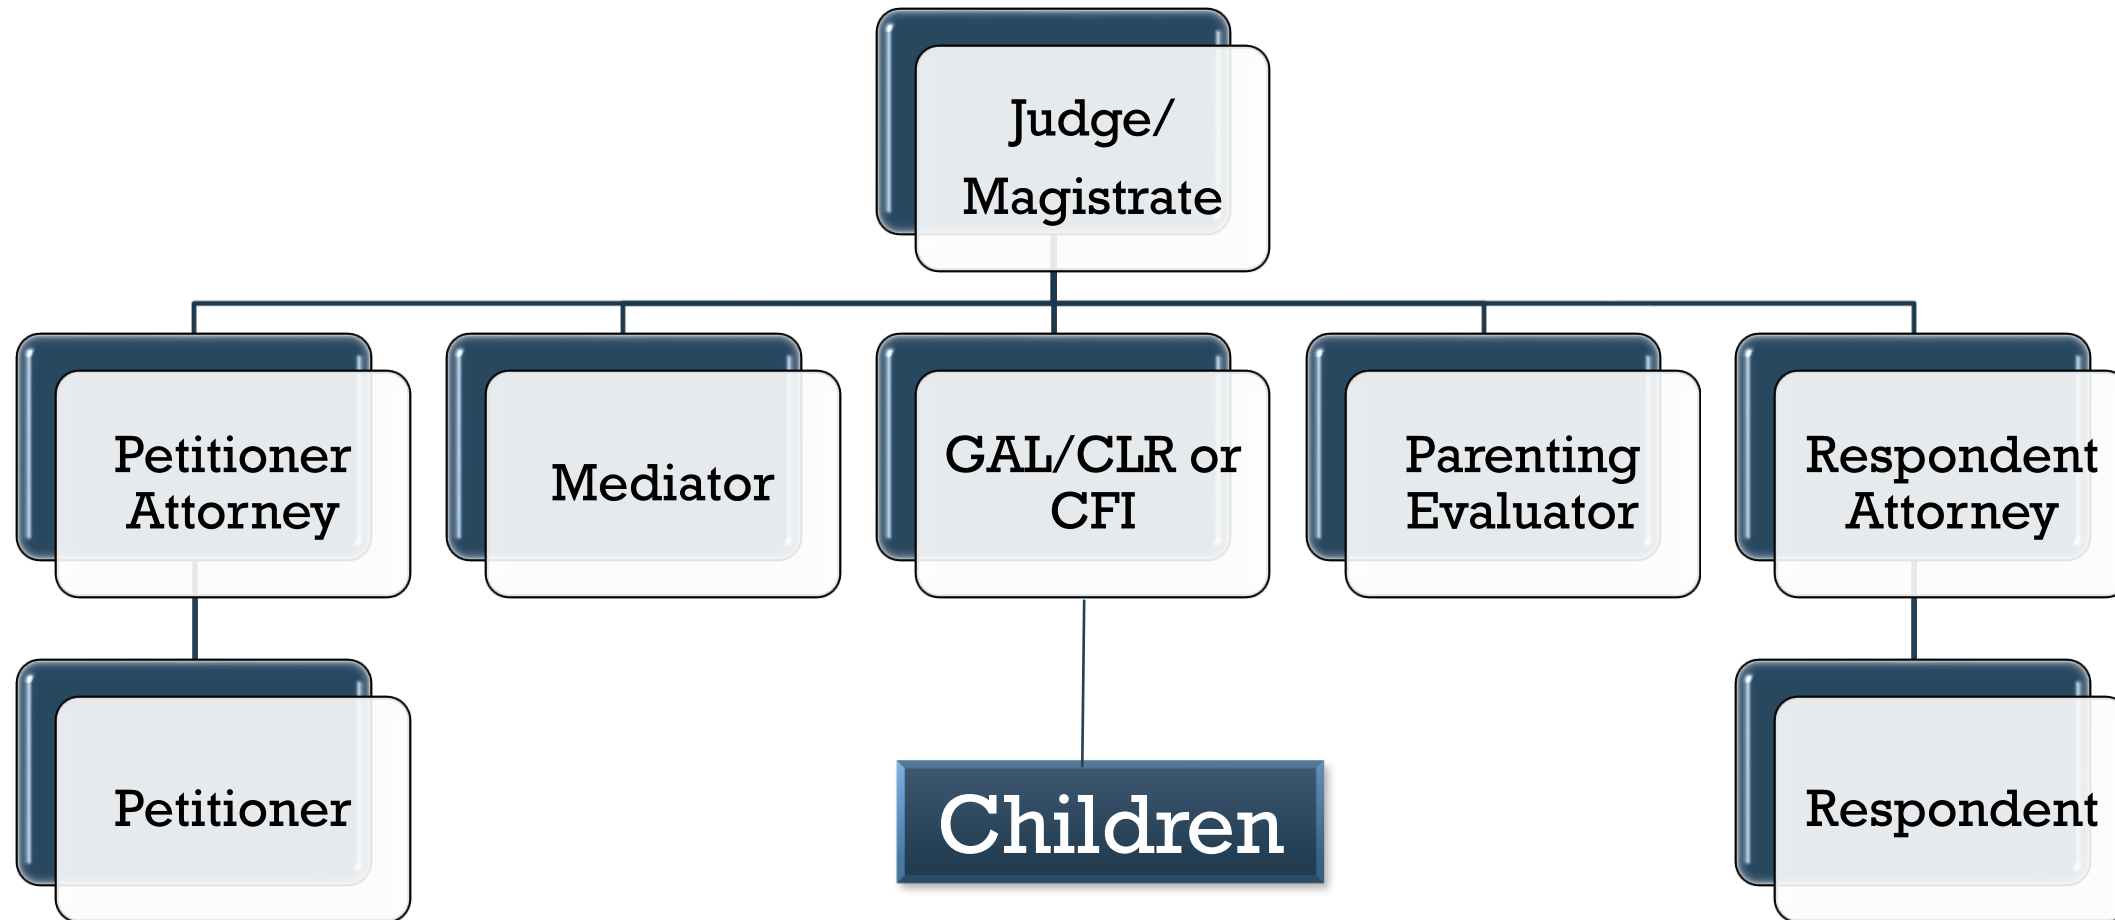 Judge/
Magistrate
Petitioner
Attorney
Mediator
GAL/CLR or
CFI
Parenting
Evaluator
Respondent
Attorney
Petitioner
Children
Respondent